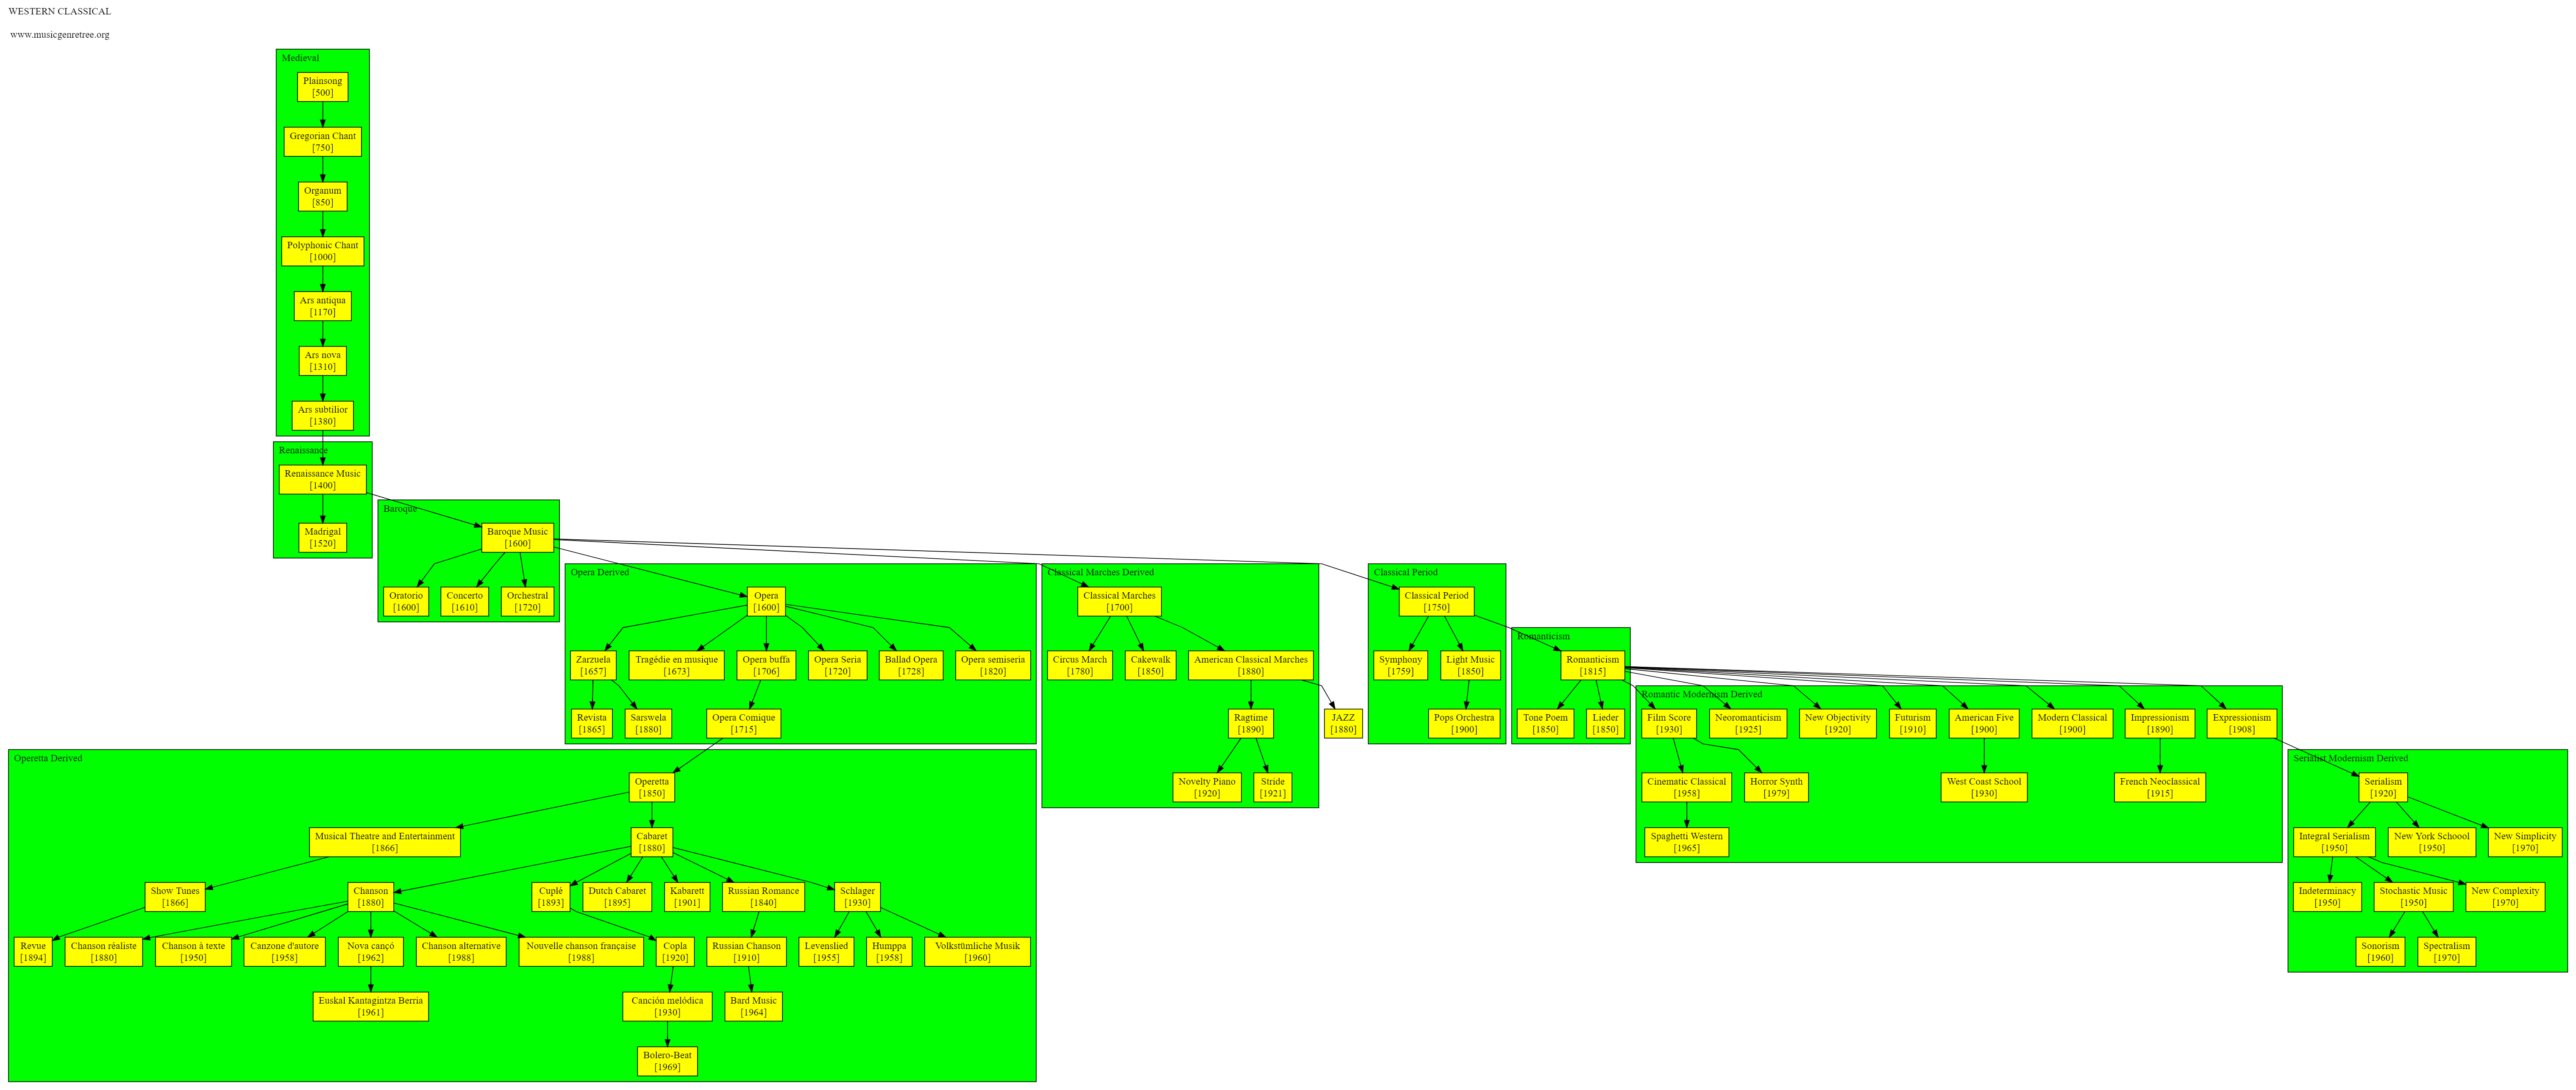 WESTERN CLASSICAL
www.musicgenretree.org
Medieval
Plainsong
[500]
Gregorian Chant
[750]
Organum
[850]
Polyphonic Chant
[1000]
Ars antiqua
[1170]
Ars nova
[1310]
Ars subtilior
[1380]
Renaissance
Renaissance Music
[1400]
Madrigal
[1520]
Baroque
Baroque Music
[1600]
Oratorio
[1600]
Concerto
[1610]
Orchestral
[1720]
Opera Derived
Opera
[1600]
Zarzuela
[1657]
Tragédie en musique
[1673]
Opera buffa
[1706]
Opera Seria
[1720]
Ballad Opera
[1728]
Opera semiseria
[1820]
Revista
[1865]
Sarswela
[1880]
Opera Comique
[1715]
Classical Marches Derived
Classical Marches
[1700]
Circus March
[1780]
Cakewalk
[1850]
American Classical Marches
[1880]
Ragtime
[1890]
Novelty Piano
[1920]
Stride
[1921]
JAZZ
[1880]
Classical Period
Classical Period
[1750]
Symphony
[1759]
Light Music
[1850]
Pops Orchestra
[1900]
Romanticism
Romanticism
[1815]
Tone Poem
[1850]
Lieder
[1850]
Romantic Modernism Derived
Film Score
[1930]
Neoromanticism
[1925]
New Objectivity
[1920]
Futurism
[1910]
American Five
[1900]
Modern Classical
[1900]
Impressionism
[1890]
Expressionism
[1908]
Cinematic Classical
[1958]
Horror Synth
[1979]
West Coast School
[1930]
French Neoclassical
[1915]
Spaghetti Western
[1965]
Serialist Modernism Derived
Serialism
[1920]
Integral Serialism
[1950]
New York Schoool
[1950]
New Simplicity
[1970]
Indeterminacy
[1950]
Stochastic Music
[1950]
New Complexity
[1970]
Sonorism
[1960]
Spectralism
[1970]
Operetta Derived
Operetta
[1850]
Musical Theatre and Entertainment
[1866]
Cabaret
[1880]
Show Tunes
[1866]
Chanson
[1880]
Cuplé
[1893]
Dutch Cabaret
[1895]
Kabarett
[1901]
Russian Romance
[1840]
Schlager
[1930]
Revue
[1894]
Chanson réaliste
[1880]
Chanson à texte
[1950]
Canzone d'autore
[1958]
Nova cançó
[1962]
Chanson alternative
[1988]
Nouvelle chanson française
[1988]
Copla
[1920]
Russian Chanson
[1910]
Levenslied
[1955]
Humppa
[1958]
Volkstümliche Musik
[1960]
Euskal Kantagintza Berria
[1961]
Canción melódica
[1930]
Bard Music
[1964]
Bolero-Beat
[1969]